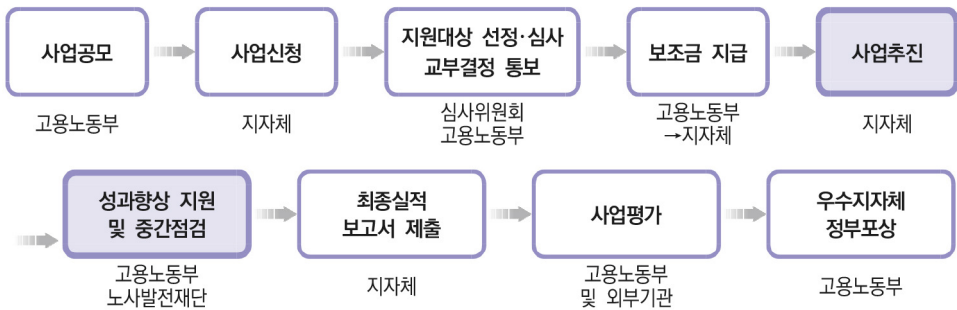 사업공모
사업신청
지원대상 선정·심사
교부결정 통보
보조금 지급
사업추진
고용노동부
지자체
심사위원회
고용노동부
고용노동부
→지자체
지자체
성과향상 지원
및 중간점검
최종실적
보고서 제출
사업평가
우수지자체
정부포상
고용노동부
노사발전재단
지자체
고용노동부
및 외부기관
고용노동부